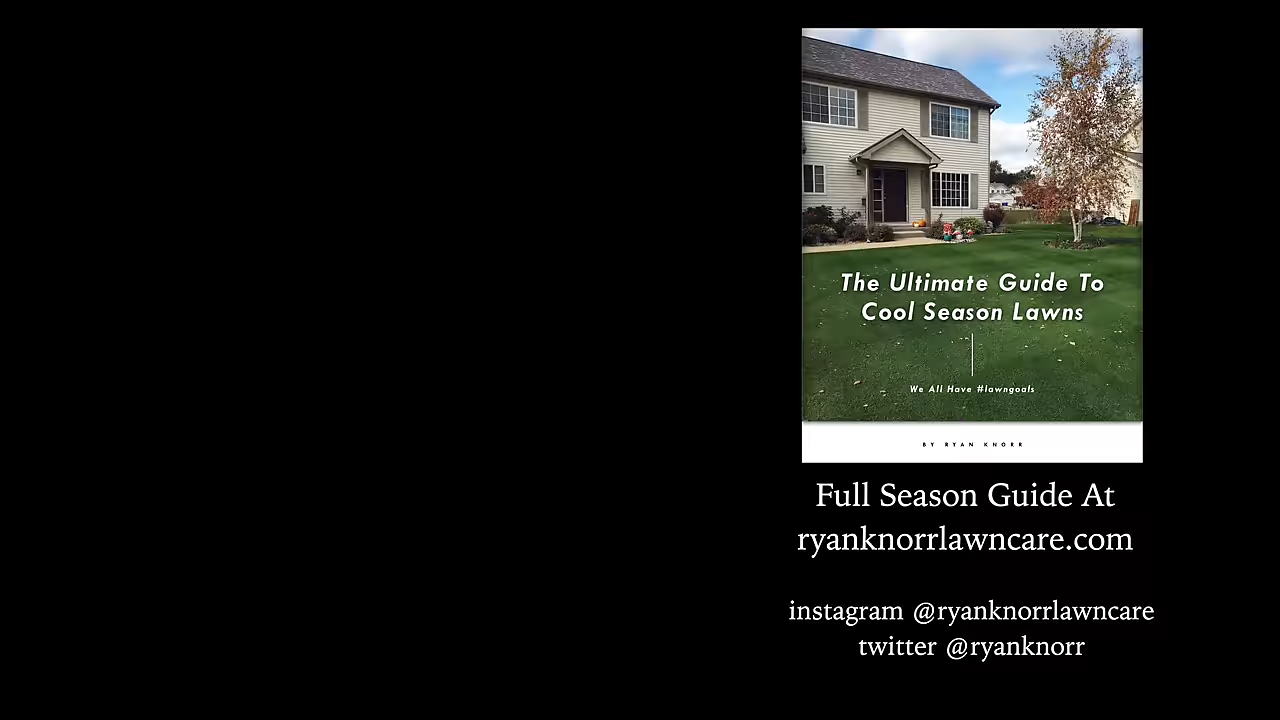 The Ultimate Guide To
Cool Season Lawns
We All Have #lawngoals
BY RYAN KNORR
Full Season Guide At
ryanknorrlawncare.com
instagram @ryanknorrlawncare
twitter @ryanknorr